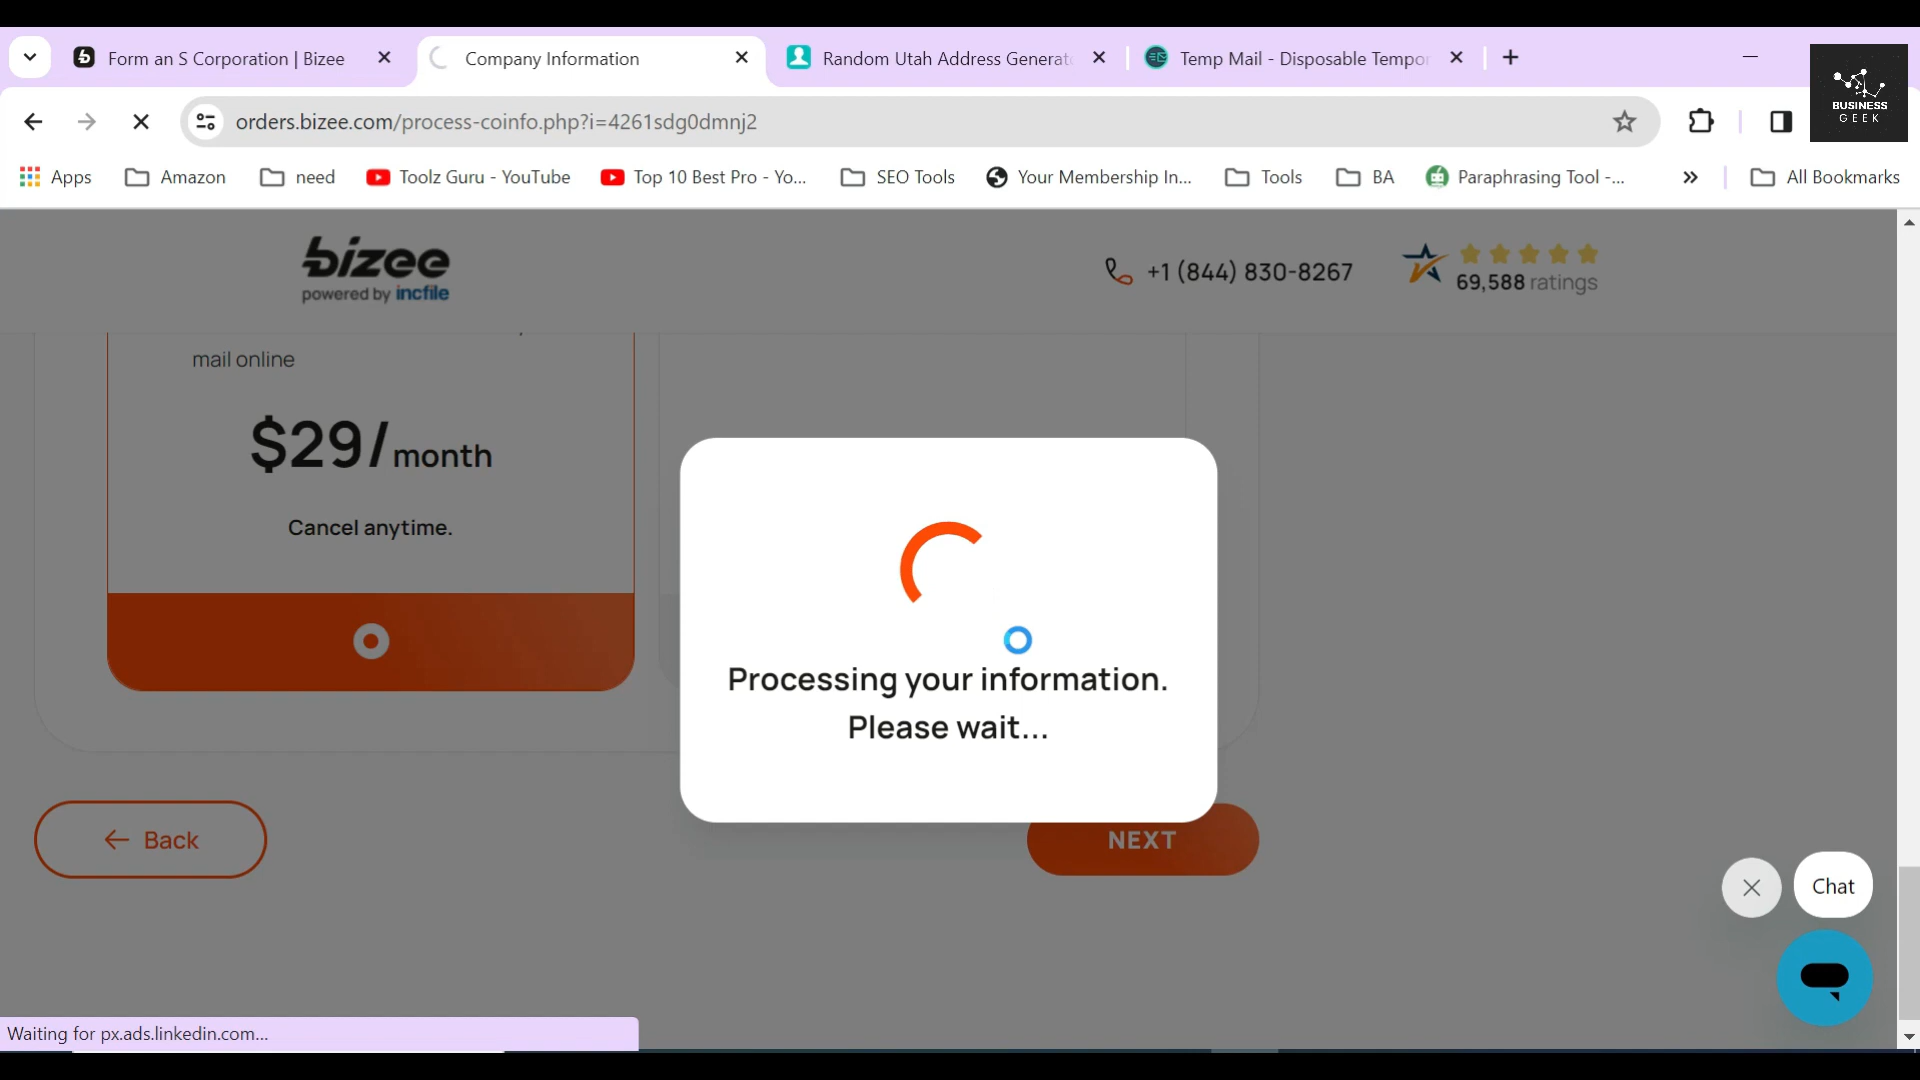 Form an S Corporation | Bizee
Company Information
Random Utah Address Generat
Temp Mail - Disposable Tempor
BUSINESS
GEEK
orders.bizee.com/process-coinfo.php?i=4261sdg0dmnj2
Apps
Amazon
need
Toolz Guru - YouTube
Top 10 Best Pro - Yo...
SEO Tools
Your Membership In...
Tools
BA
Paraphrasing Tool -...
All Bookmarks
bizee
powered by incfile
+1 (844) 830-8267
69,588 ratings
mail online
$29/month
Cancel anytime.
Processing your information.
Please wait...
Back
NEXT
Chat
Waiting for px.ads.linkedin.com...